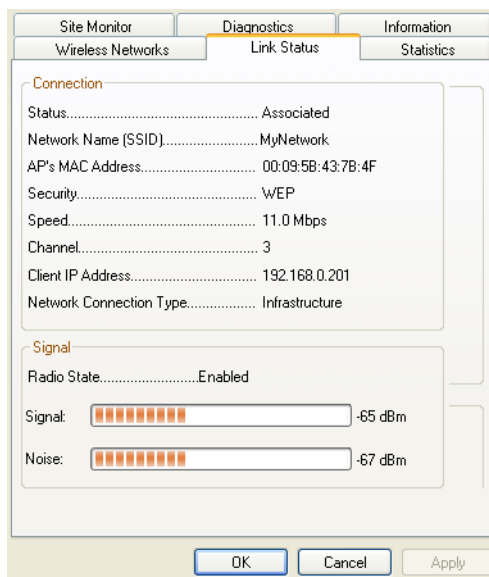 Site Monitor Diagnostics Information
Wireless Networks Link Status Statistics
Connection
Status................................................ Associated
Network Name (SSID)........................MyNetwork
AP's MAC Address............................. 00:09:5B:43:7B:4F
Security............................................. WEP
Speed............................................... 11.0 Mbps
Channel............................................. 3
Client IP Address................................ 192.168.0.201
Network Connection Type................. Infrastructure
Signal
Radio State.........................Enabled
Signal: -65 dBm
Noise: -67 dBm
OK Cancel Apply